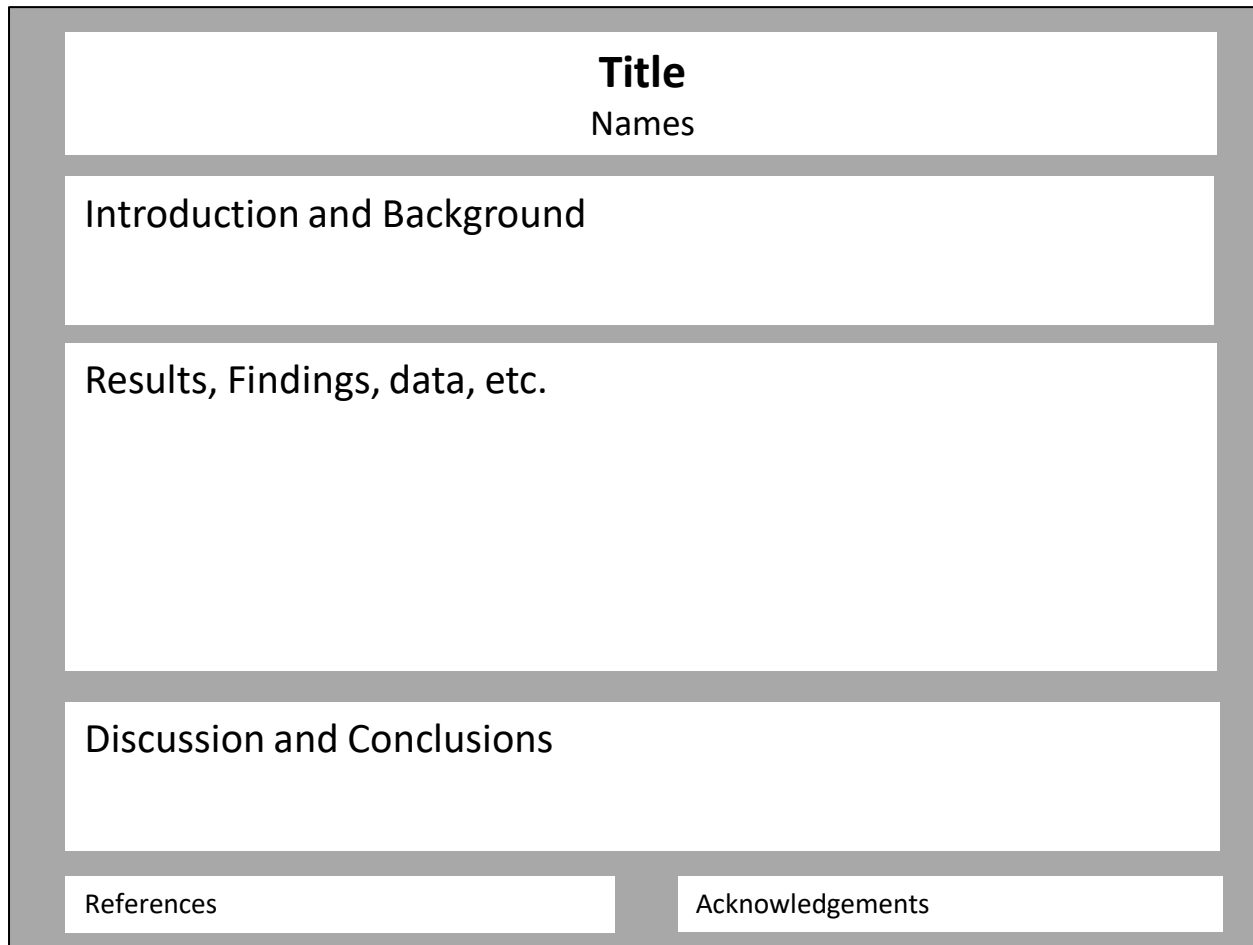 Title
Names
Introduction and Background
Results, Findings, data, etc.
Discussion and Conclusions
References
Acknowledgements